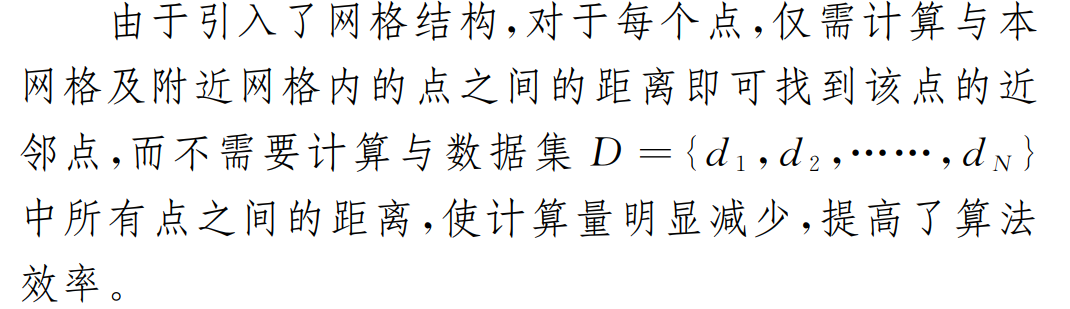 由于引入了网格结构,对于每个点,仅需计算与本
网格及附近网格内的点之间的距离即可找到该点的近
邻点,而不需要计算与数据集 D = {d₁,d₂,……,d_N}
中所有点之间的距离,使计算量明显减少,提高了算法
效率。